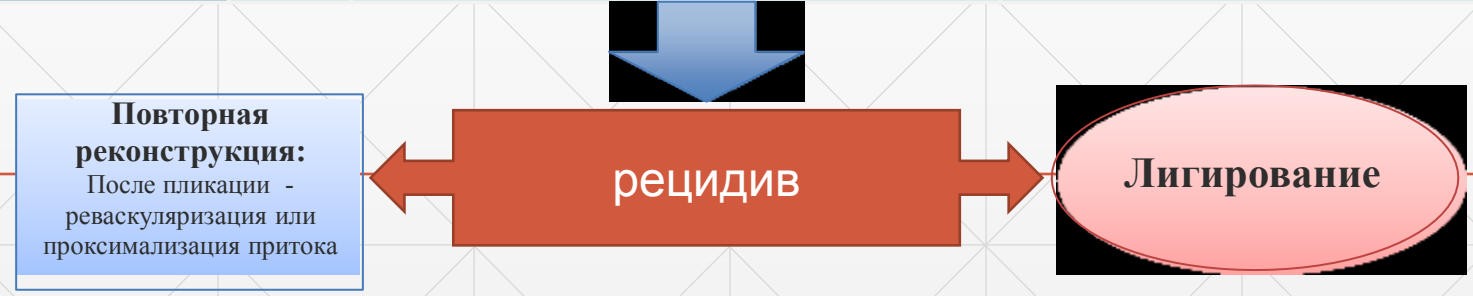 Повторная
реконструкция:
После пликации -
реваскуляризация или
проксимализация притока
рецидив
Лигирование